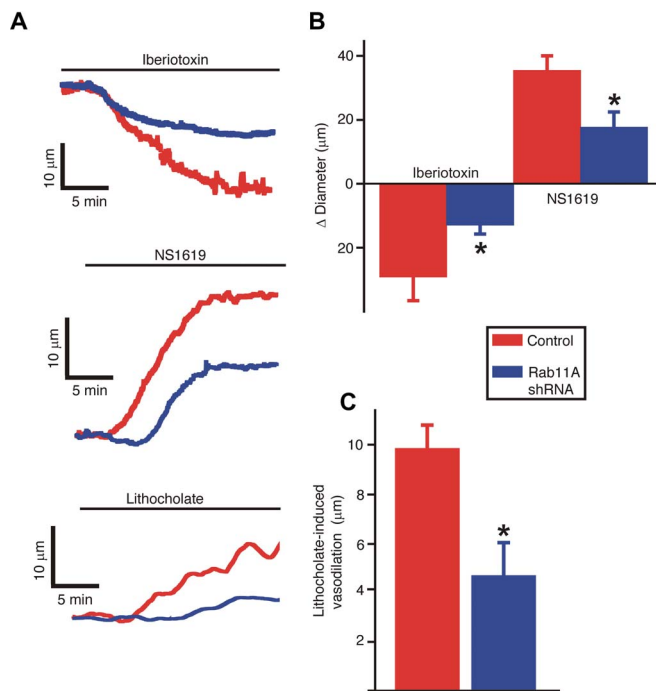 A
Iberiotoxin
10 μm
5 min
NS1619
10 μm
5 min
Lithocholate
10 μm
5 min
B
Δ Diameter (μm)
40
20
0
20
Iberiotoxin
*
*
NS1619
Control
Rab11A
shRNA
C
Lithocholate-induced
vasodilation (μm)
10
8
6
4
2
*